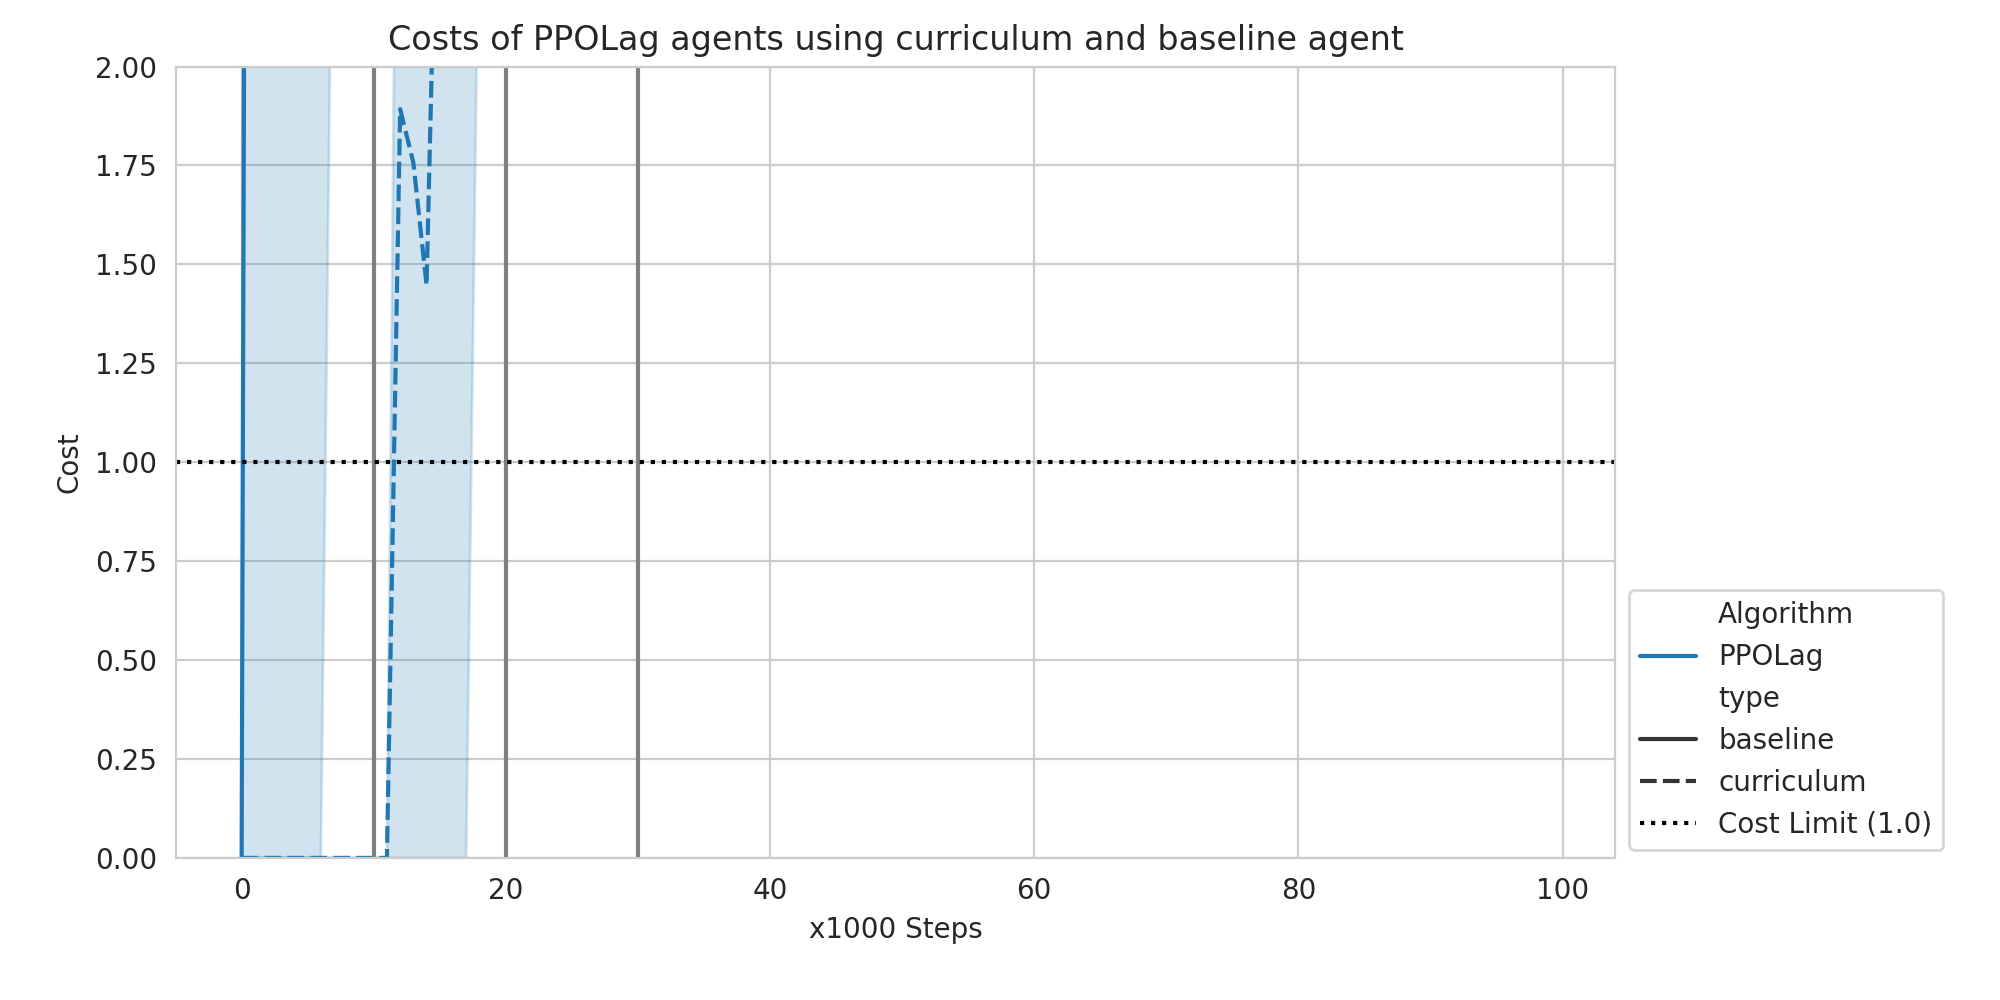 Costs of PPOLag agents using curriculum and baseline agent
2.00
1.75
1.50
1.25
1.00
0.75
0.50
0.25
0.00
Cost
0 20 40 60 80 100
x1000 Steps
Algorithm
PPOLag
type
baseline
curriculum
Cost Limit (1.0)